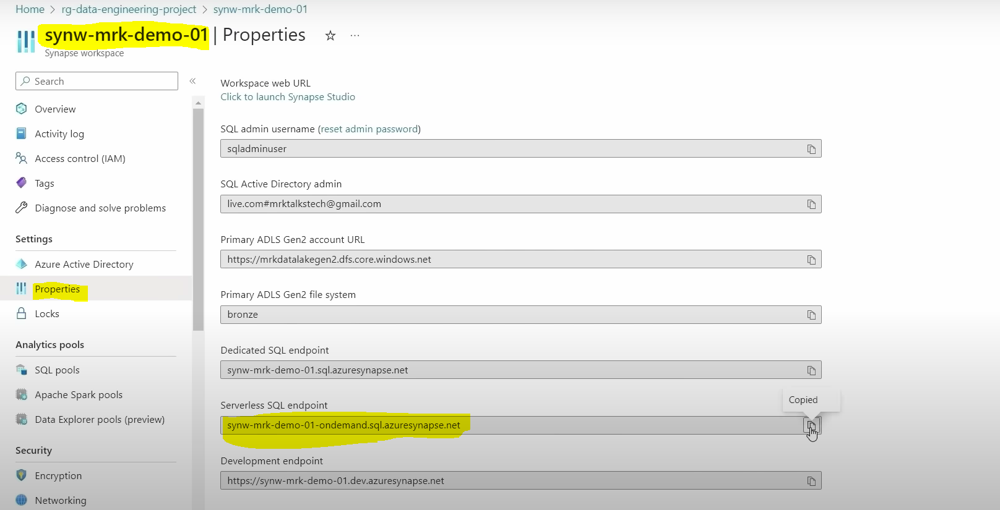 Home > rg-data-engineering-project > synw-mrk-demo-01
synw-mrk-demo-01 | Properties
Synapse workspace
Search
Overview
Activity log
Access control (IAM)
Tags
Diagnose and solve problems
Settings
Azure Active Directory
Properties
Locks
Analytics pools
SQL pools
Apache Spark pools
Data Explorer pools (preview)
Security
Encryption
Networking
Workspace web URL
Click to launch Synapse Studio
SQL admin username (reset admin password)
sqladminuser
SQL Active Directory admin
live.com#mrktalkstech@gmail.com
Primary ADLS Gen2 account URL
https://mrkdatalakegen2.dfs.core.windows.net
Primary ADLS Gen2 file system
bronze
Dedicated SQL endpoint
synw-mrk-demo-01.sql.azuresynapse.net
Copied
Serverless SQL endpoint
synw-mrk-demo-01-ondemand.sql.azuresynapse.net
Development endpoint
https://synw-mrk-demo-01.dev.azuresynapse.net